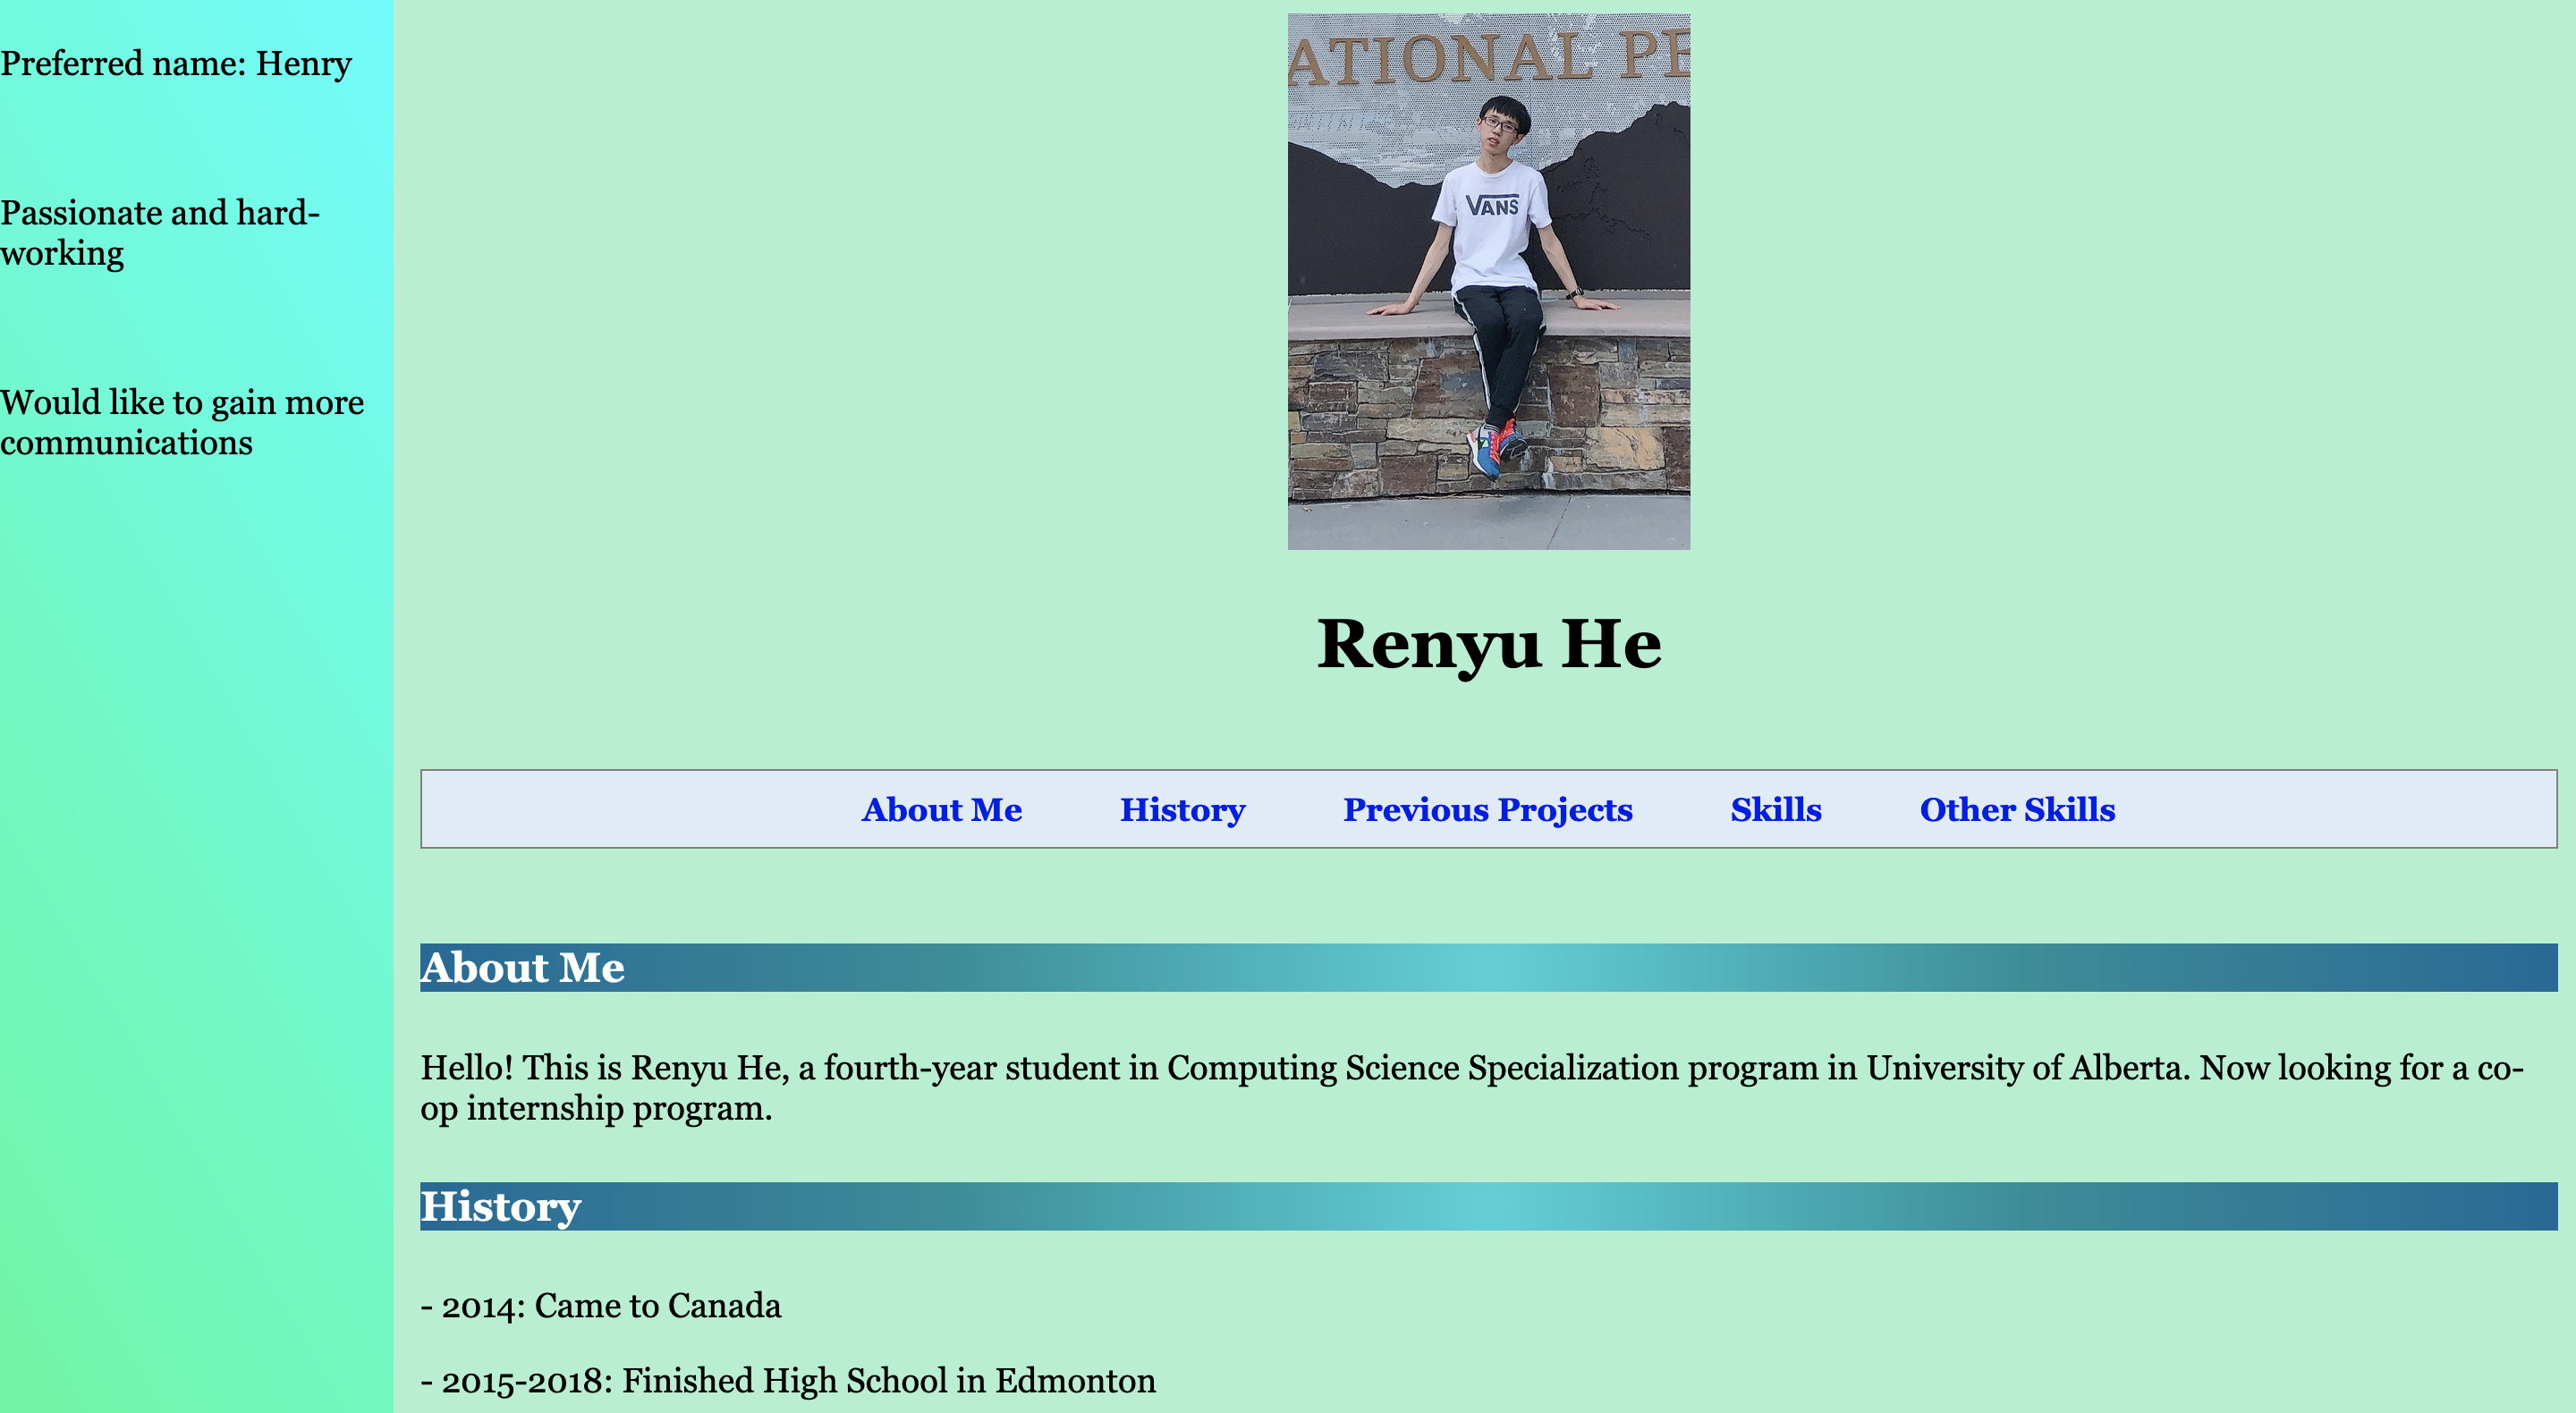 Preferred name: Henry
Passionate and hard-
working
Would like to gain more
communications
ATIONAL PE
VANS
Renyu He
About Me
History
Previous Projects
Skills
Other Skills
About Me
Hello! This is Renyu He, a fourth-year student in Computing Science Specialization program in University of Alberta. Now looking for a co-
op internship program.
History
- 2014: Came to Canada
- 2015-2018: Finished High School in Edmonton